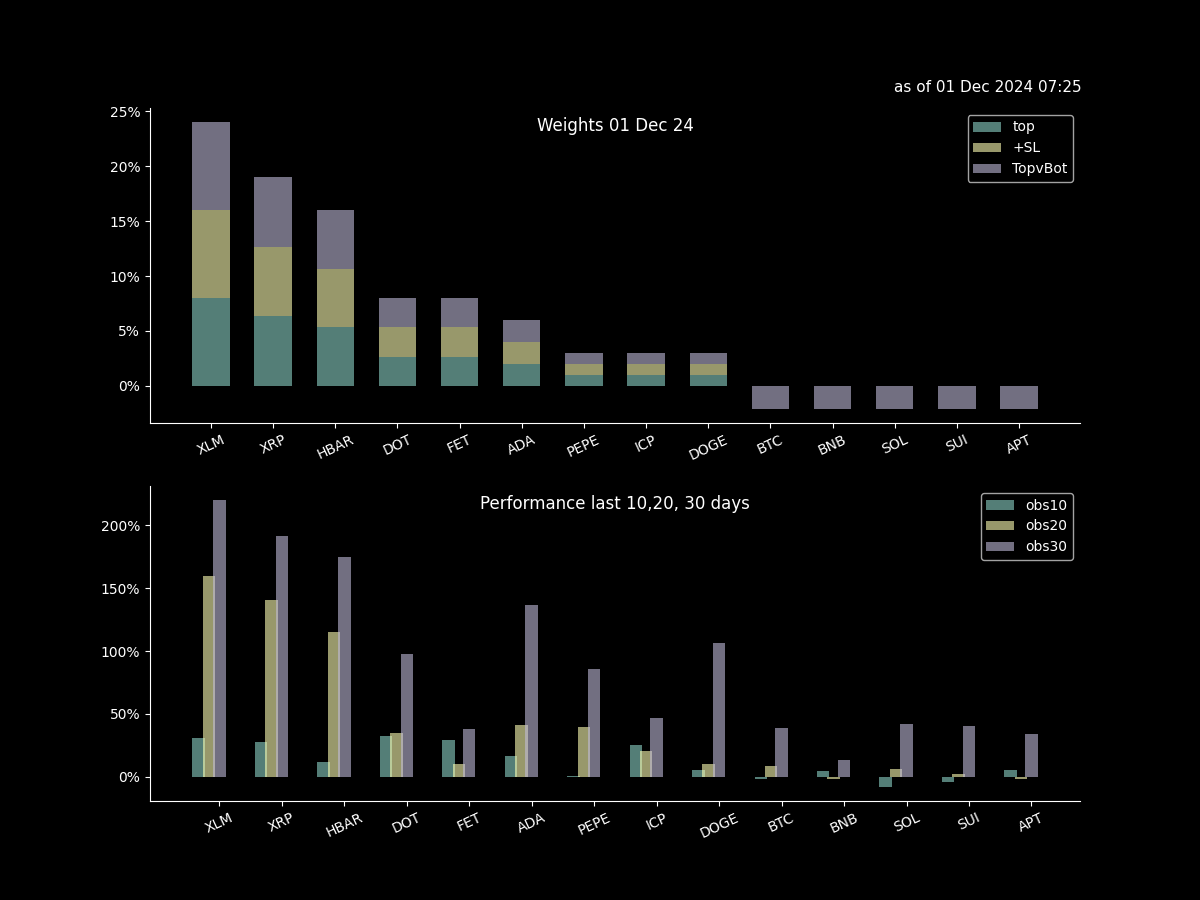 as of 01 Dec 2024 07:25
Weights 01 Dec 24
top
+SL
TopvBot
25%
20%
15%
10%
5%
0%
XLM XRP HBAR DOT FET ADA PEPE ICP DOGE BTC BNB SOL SUI APT
Performance last 10,20, 30 days
obs10
obs20
obs30
200%
150%
100%
50%
0%
XLM XRP HBAR DOT FET ADA PEPE ICP DOGE BTC BNB SOL SUI APT